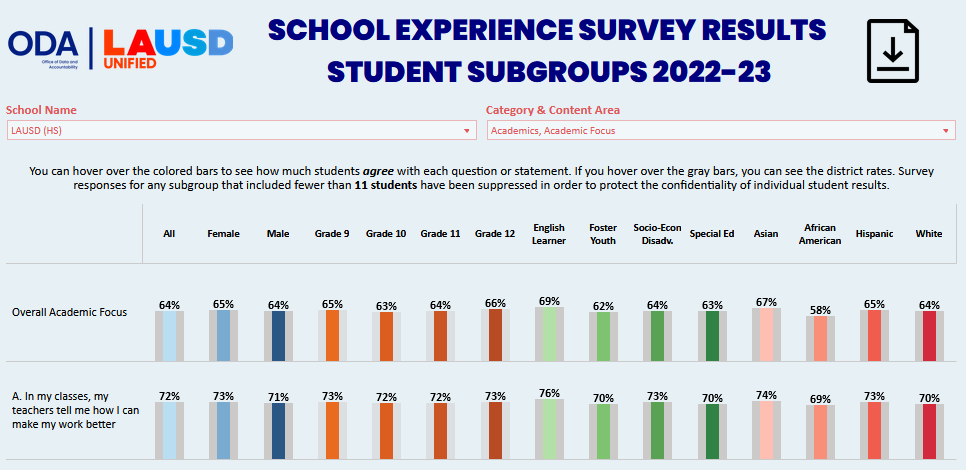 ODA
Office of Data and
Accountability
LAUSD
UNIFIED
SCHOOL EXPERIENCE SURVEY RESULTS
STUDENT SUBGROUPS 2022-23
School Name
LAUSD (HS)
Category & Content Area
Academics, Academic Focus
You can hover over the colored bars to see how much students agree with each question or statement. If you hover over the gray bars, you can see the district rates. Survey
responses for any subgroup that included fewer than 11 students have been suppressed in order to protect the confidentiality of individual student results.
All Female Male Grade 9 Grade 10 Grade 11 Grade 12 English Learner Foster Youth Socio-Econ Disadv. Special Ed Asian African American Hispanic White
Overall Academic Focus
64% 65% 64% 65% 63% 64% 66% 69% 62% 64% 63% 67% 58% 65% 64%
A. In my classes, my
teachers tell me how I can
make my work better
72% 73% 71% 73% 72% 72% 73% 76% 70% 73% 70% 74% 69% 73% 70%